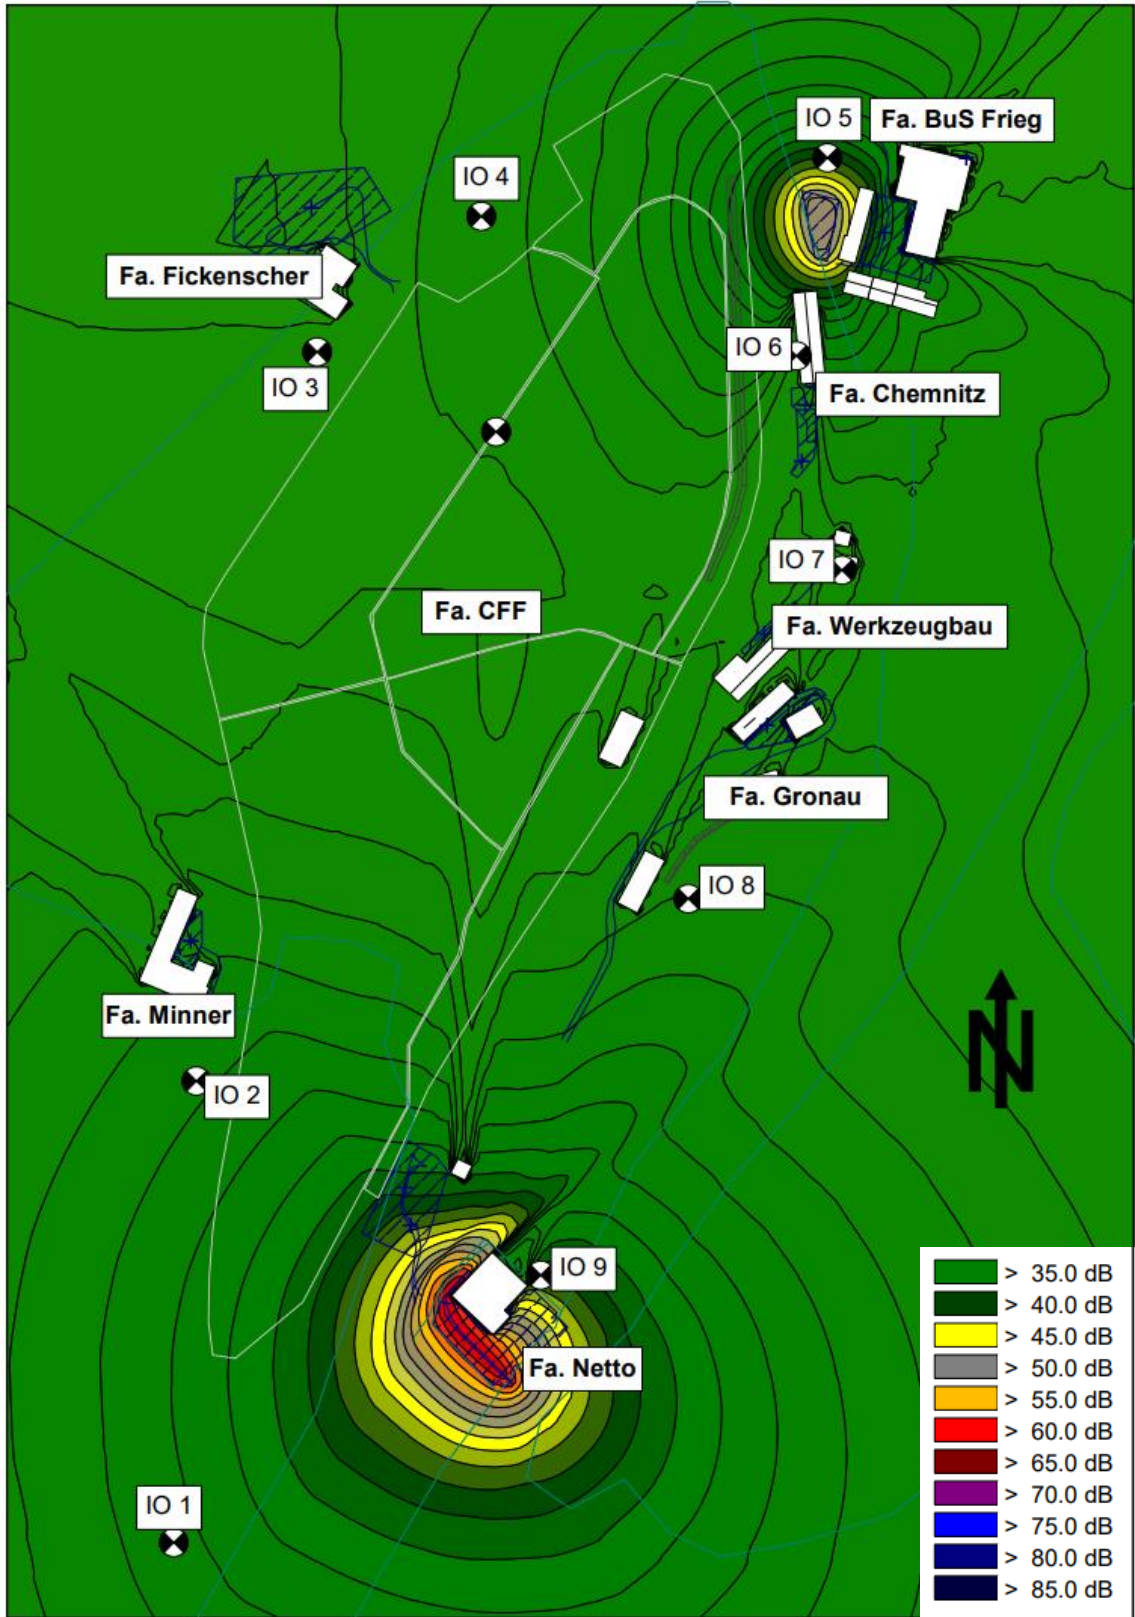 IO 5
Fa. BuS Frieg
IO 4
Fa. Fickenscher
IO 6
IO 3
Fa. Chemnitz
IO 7
Fa. CFF
Fa. Werkzeugbau
Fa. Gronau
IO 8
Fa. Minner
N
IO 2
IO 9
Fa. Netto
IO 1
> 35.0 dB
> 40.0 dB
> 45.0 dB
> 50.0 dB
> 55.0 dB
> 60.0 dB
> 65.0 dB
> 70.0 dB
> 75.0 dB
> 80.0 dB
> 85.0 dB